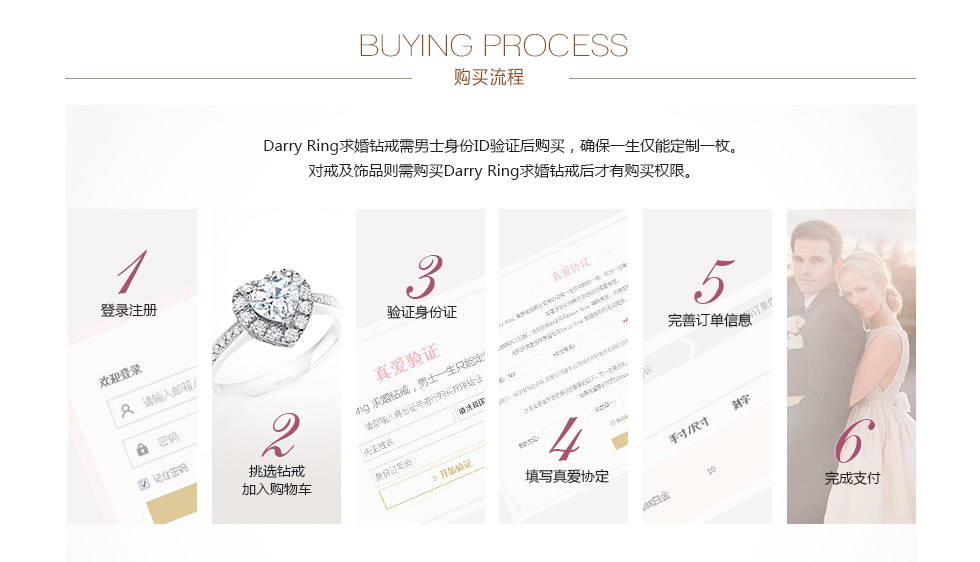 BUYING PROCESS
购买流程
Darry Ring求婚钻戒需男士身份ID验证后购买，确保一生仅能定制一枚。
对戒及饰品则需购买Darry Ring求婚钻戒后才有购买权限。
1
登录注册
欢迎登录
请输入邮箱/
密码
记住密码
2
挑选钻戒
加入购物车
3
验证身份证
真爱验证
ing 求婚钻戒，男士一生只能定
请您输入身份证号进行购买权限验证
先生姓名
身份证号码
> 开始验证
真爱协议
4
填写真爱协定
5
完善订单信息
手寸/尺寸
刻字
10
白金
6
完成支付